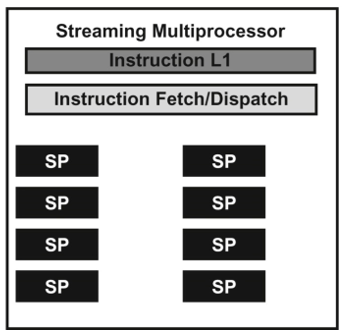 Streaming Multiprocessor
Instruction L1
Instruction Fetch/Dispatch
SP SP
SP SP
SP SP
SP SP